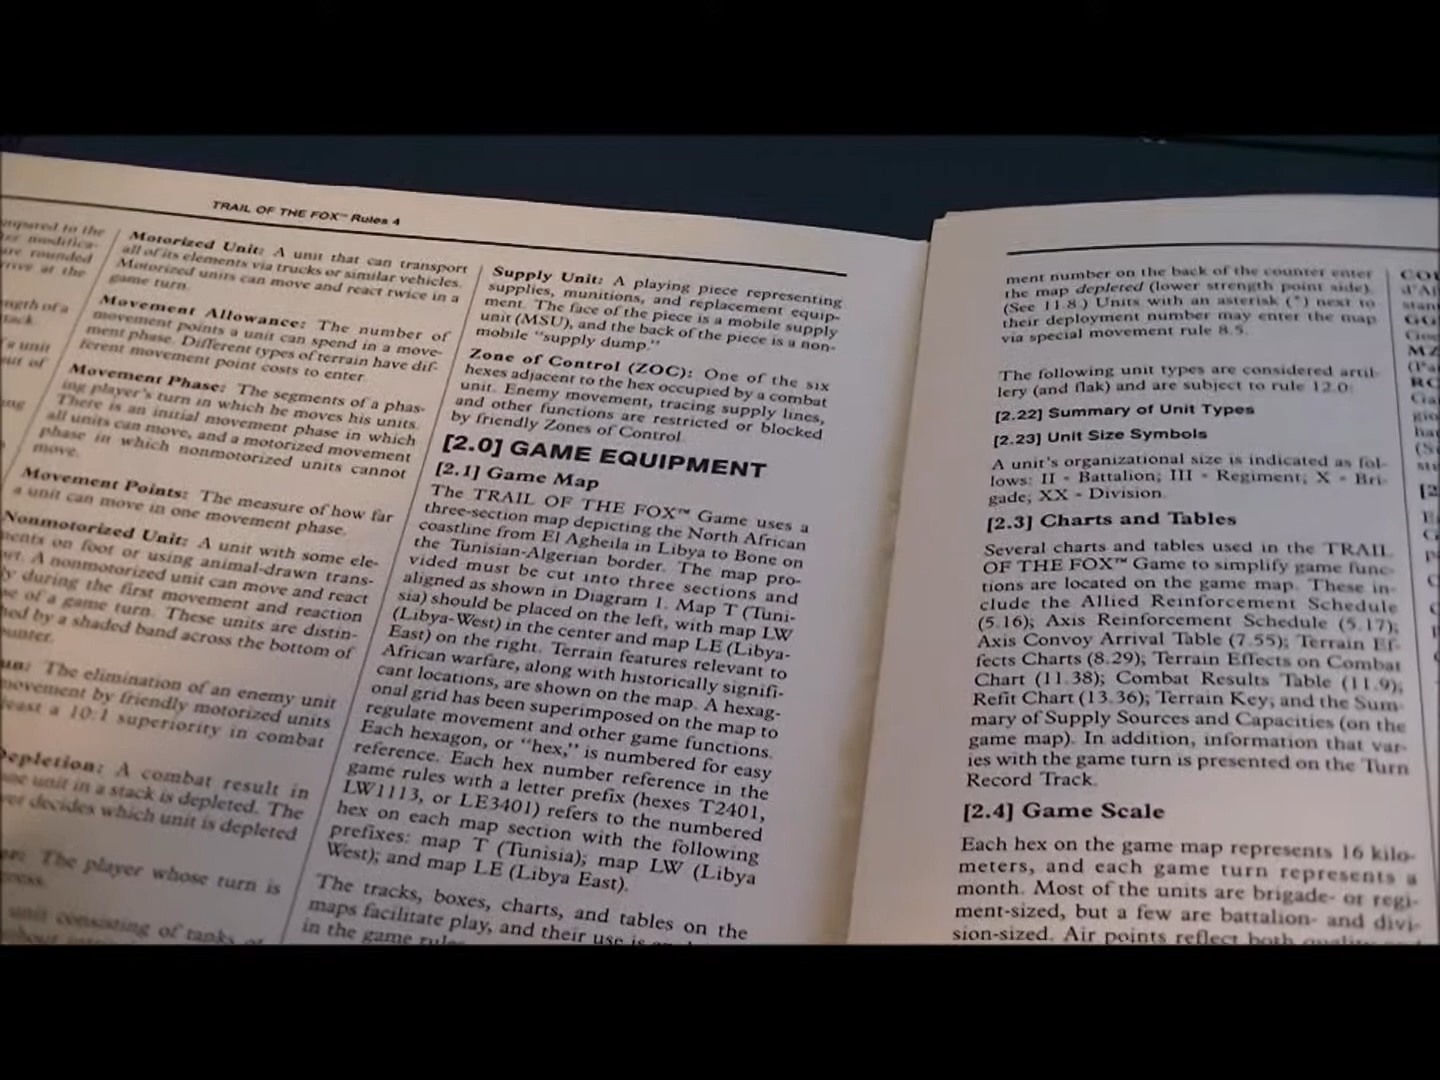 TRAIL OF THE FOX™ Rules 4
mpared to the
are rounded
rrive at the
ngth of a
stack.
a unit
out of
Motorized Unit: A unit that can transport
all of its elements via trucks or similar vehicles.
Motorized units can move and react twice in a
game turn.
Movement Allowance: The number of
movement points a unit can spend in a move-
ment phase. Different types of terrain have dif-
ferent movement point costs to enter.
Movement Phase: The segments of a phas-
ing player's turn in which he moves his units.
There is an initial movement phase in which
all units can move, and a motorized movement
phase in which nonmotorized units cannot
move.
Movement Points: The measure of how far
a unit can move in one movement phase.
Nonmotorized Unit: A unit with some ele-
ments on foot or using animal-drawn trans-
ort. A nonmotorized unit can move and react
ly during the first movement and reaction
se of a game turn. These units are distin-
hed by a shaded band across the bottom of
ounter.
un: The elimination of an enemy unit
movement by friendly motorized units
least a 10:1 superiority in combat
Depletion: A combat result in
one unit in a stack is depleted. The
ver decides which unit is depleted
The player whose turn is
unit consisting of tanks or
Supply Unit: A playing piece representing
supplies, munitions, and replacement equip-
ment. The face of the piece is a mobile supply
unit (MSU), and the back of the piece is a non-
mobile "supply dump."
Zone of Control (ZOC): One of the six
hexes adjacent to the hex occupied by a combat
unit. Enemy movement, tracing supply lines,
and other functions are restricted or blocked
by friendly Zones of Control.
[2.0] GAME EQUIPMENT
[2.1] Game Map
The TRAIL OF THE FOX™ Game uses a
three-section map depicting the North African
coastline from El Agheila in Libya to Bone on
the Tunisian-Algerian border. The map pro-
vided must be cut into three sections and
aligned as shown in Diagram 1. Map T (Tuni-
sia) should be placed on the left, with map LW
(Libya-West) in the center and map LE (Libya-
East) on the right. Terrain features relevant to
African warfare, along with historically signifi-
cant locations, are shown on the map. A hexag-
onal grid has been superimposed on the map to
regulate movement and other game functions.
Each hexagon, or "hex," is numbered for easy
reference. Each hex number reference in the
game rules with a letter prefix (hexes T2401,
LW1113, or LE3401) refers to the numbered
hex on each map section with the following
prefixes: map T (Tunisia); map LW (Libya
West); and map LE (Libya East).
The tracks, boxes, charts, and tables on the
maps facilitate play, and their use is
in the game rules
ment number on the back of the counter enter
the map depleted (lower strength point side).
(See 11.8.) Units with an asterisk (*) next to
their deployment number may enter the map
via special movement rule 8.5.
The following unit types are considered artil-
lery (and flak) and are subject to rule 12.0:
[2.22] Summary of Unit Types
[2.23] Unit Size Symbols
A unit's organizational size is indicated as fol-
lows: II = Battalion; III = Regiment; X = Bri-
gade; XX = Division.
[2.3] Charts and Tables
Several charts and tables used in the TRAIL
OF THE FOX™ Game to simplify game func-
tions are located on the game map. These in-
clude the Allied Reinforcement Schedule
(5.16); Axis Reinforcement Schedule (5.17);
Axis Convoy Arrival Table (7.55); Terrain Ef-
fects Charts (8.29); Terrain Effects on Combat
Chart (11.38); Combat Results Table (11.9);
Refit Chart (13.36); Terrain Key; and the Sum-
mary of Supply Sources and Capacities (on the
game map). In addition, information that var-
ies with the game turn is presented on the Turn
Record Track.
[2.4] Game Scale
Each hex on the game map represents 16 kilo-
meters, and each game turn represents a
month. Most of the units are brigade- or regi-
ment-sized, but a few are battalion- and divi-
sion-sized. Air points reflect both quality and